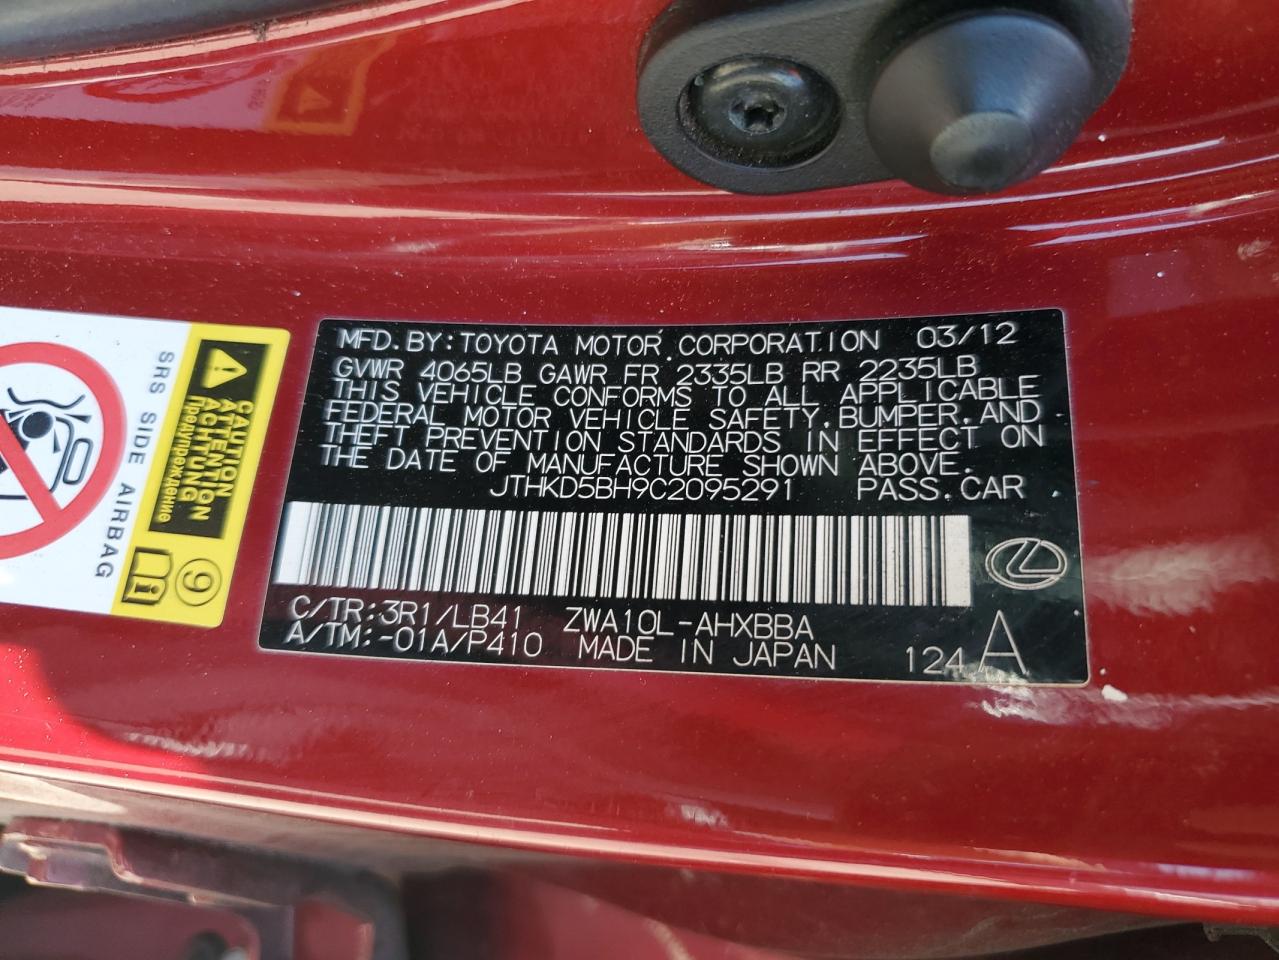 MFD.BY:TOYOTA MOTOR CORPORATION 03/12
GVWR 4065LB GAWR FR 2335LB RR 2235LB
THIS VEHICLE CONFORMS TO ALL APPLICABLE
FEDERAL MOTOR VEHICLE SAFETY,BUMPER,AND
THEFT PREVENTION STANDARDS IN EFFECT ON
THE DATE OF MANUFACTURE SHOWN ABOVE.
JTHKD5BH9C2095291 PASS.CAR
C/TR:3R1/LB41 ZWA10L-AHXBBA
A/TM:-01A/P410 MADE IN JAPAN 124 A
SRS SIDE AIRBAG
CAUTION
ATTENTION
ACHTUNG
Предупреждение
9